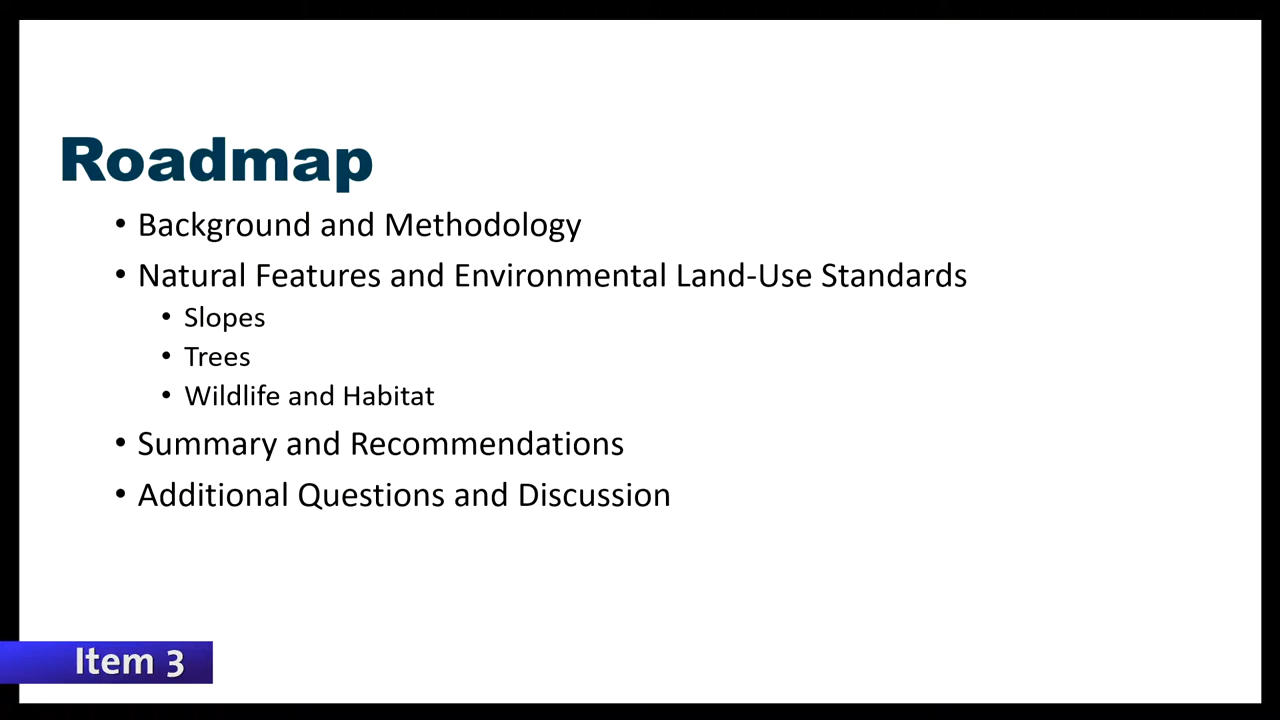 Roadmap
• Background and Methodology
• Natural Features and Environmental Land-Use Standards
• Slopes
• Trees
• Wildlife and Habitat
• Summary and Recommendations
• Additional Questions and Discussion
Item 3